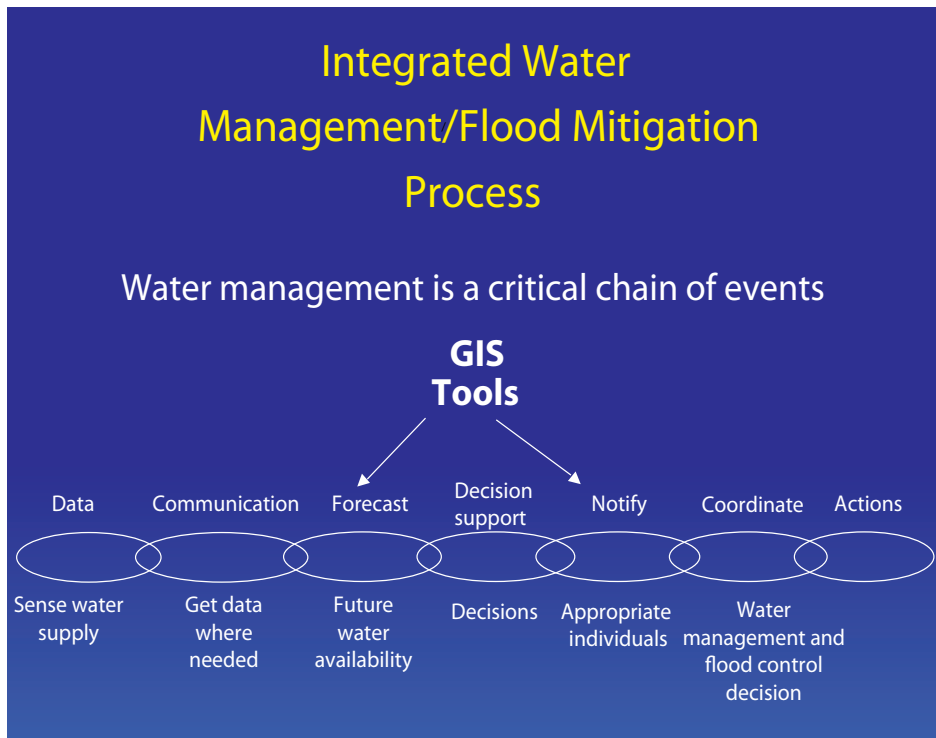 Integrated Water
Management/Flood Mitigation
Process
Water management is a critical chain of events
GIS
Tools
Data
Communication
Forecast
Decision
support
Notify
Coordinate
Actions
Sense water
supply
Get data
where
needed
Future
water
availability
Decisions
Appropriate
individuals
Water
management and
flood control
decision